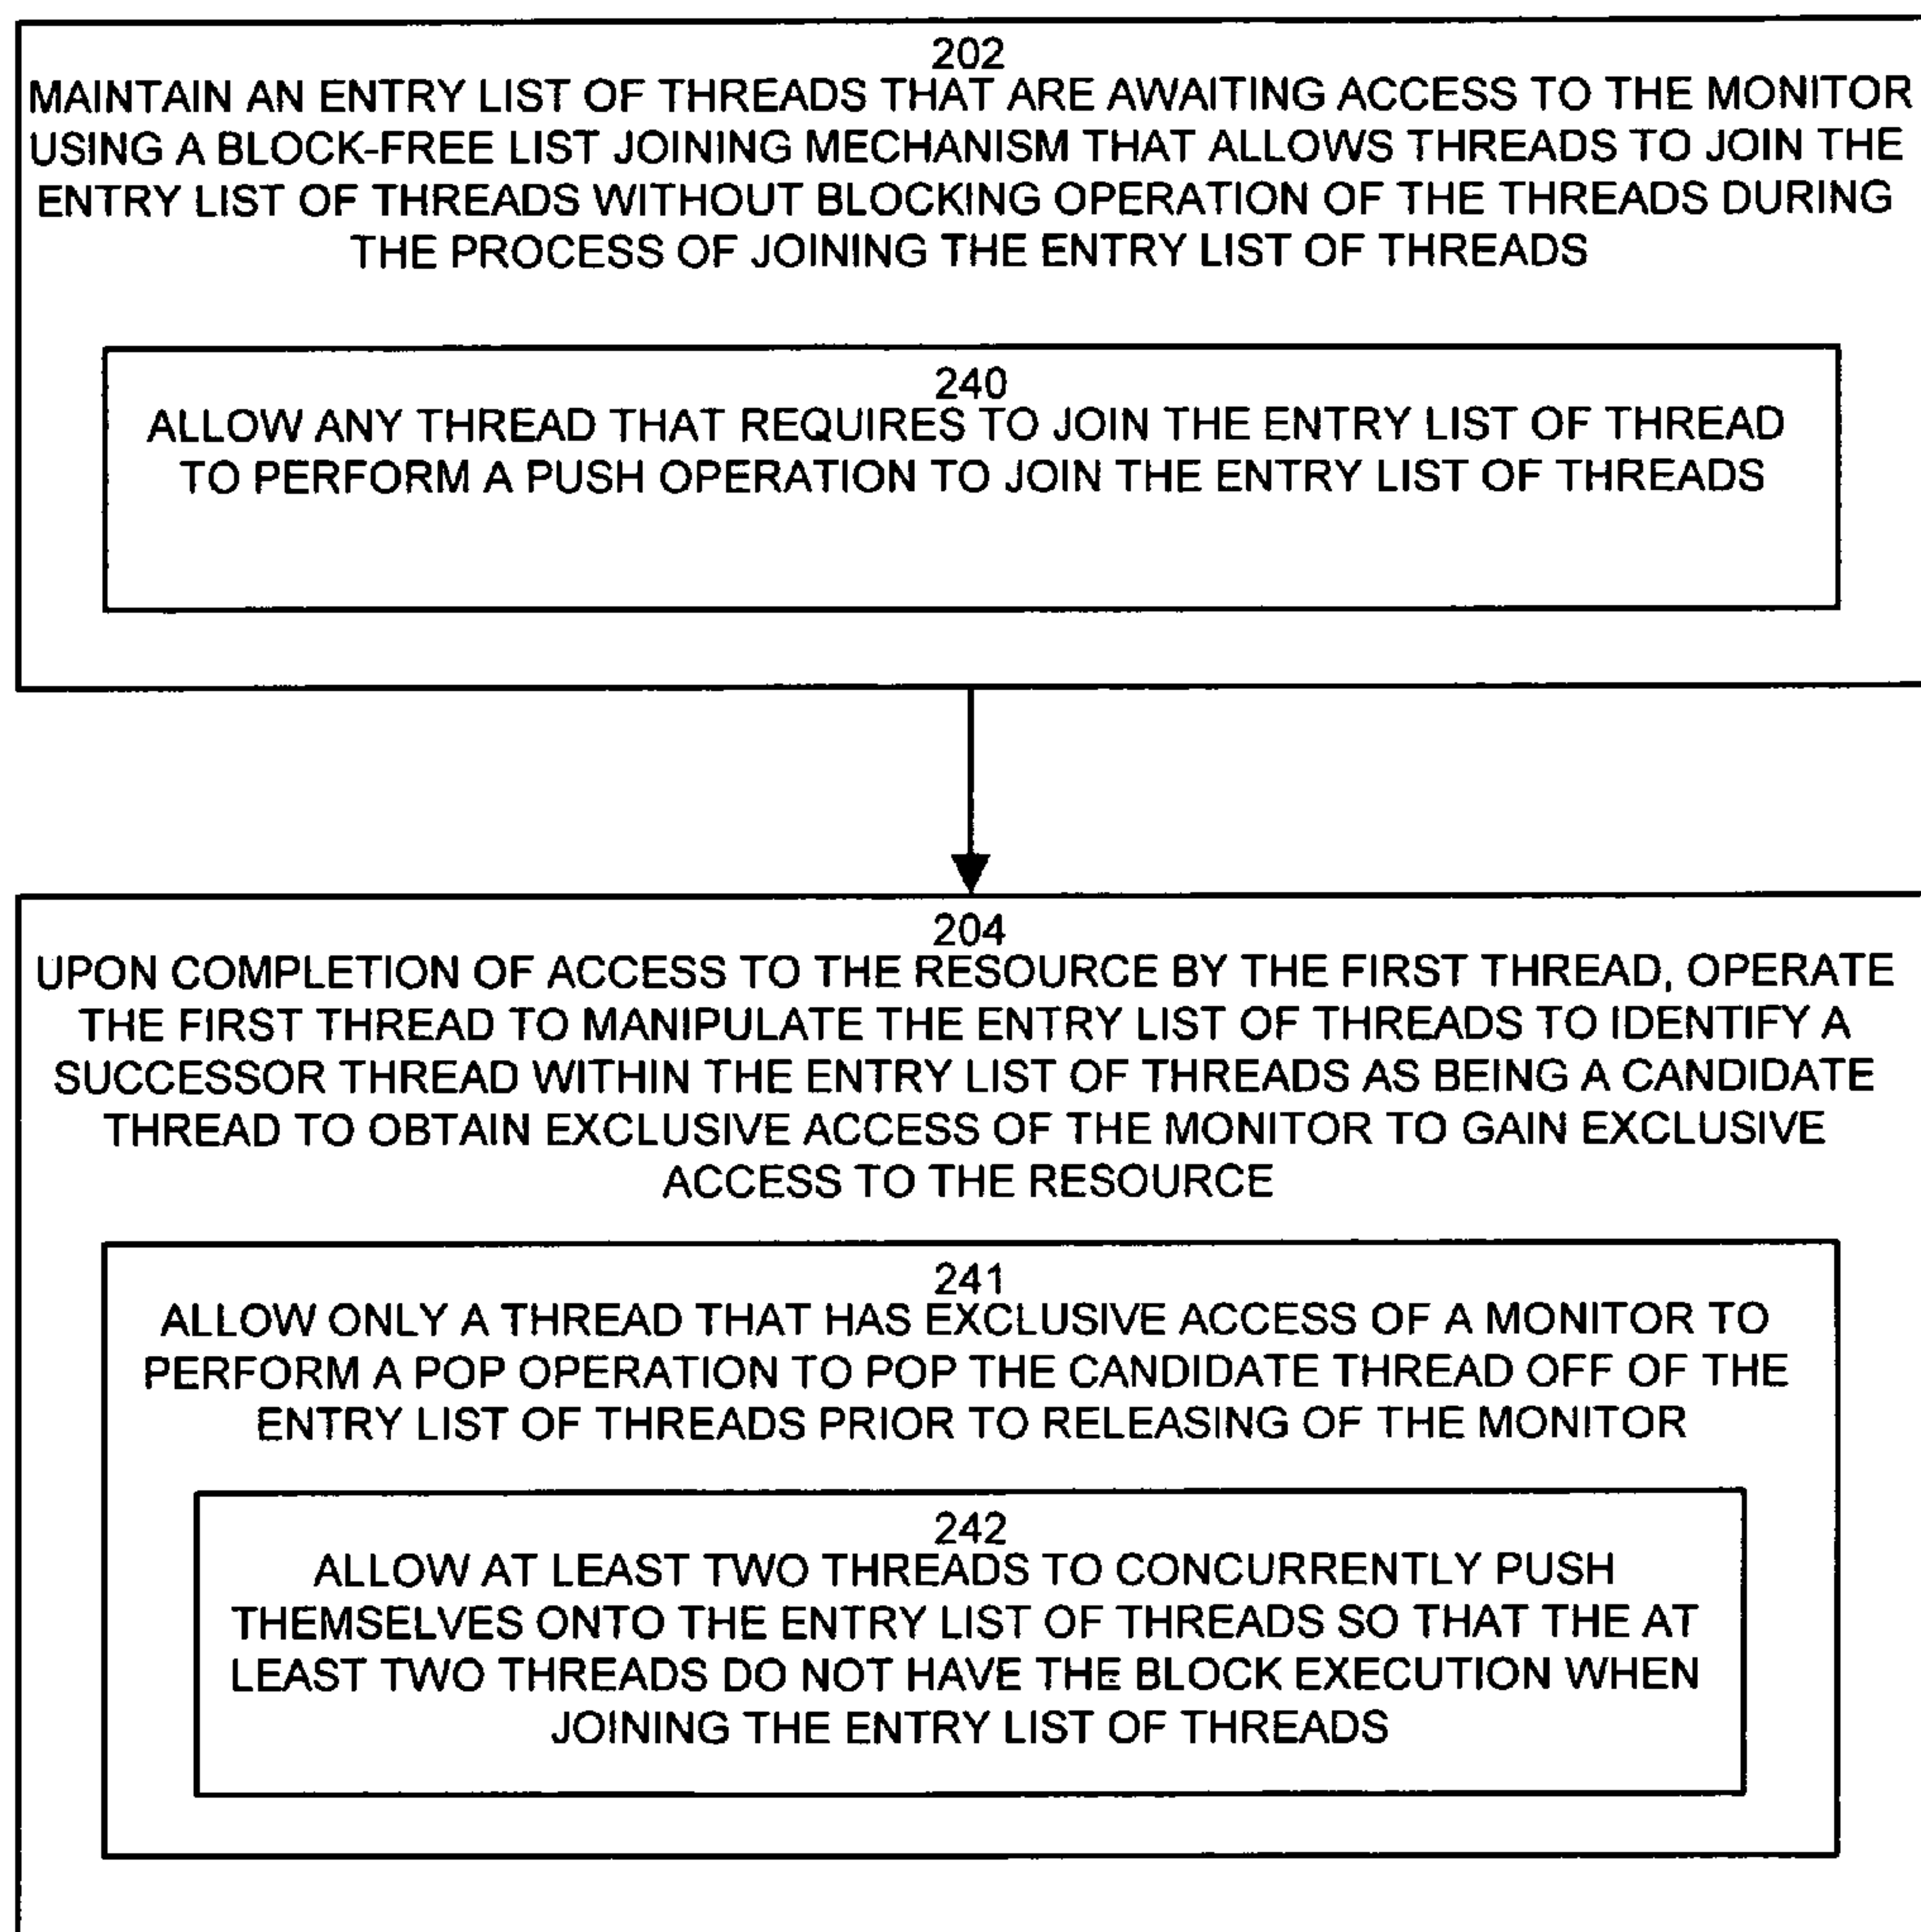 202
MAINTAIN AN ENTRY LIST OF THREADS THAT ARE AWAITING ACCESS TO THE MONITOR
USING A BLOCK-FREE LIST JOINING MECHANISM THAT ALLOWS THREADS TO JOIN THE
ENTRY LIST OF THREADS WITHOUT BLOCKING OPERATION OF THE THREADS DURING
THE PROCESS OF JOINING THE ENTRY LIST OF THREADS
240
ALLOW ANY THREAD THAT REQUIRES TO JOIN THE ENTRY LIST OF THREAD
TO PERFORM A PUSH OPERATION TO JOIN THE ENTRY LIST OF THREADS
204
UPON COMPLETION OF ACCESS TO THE RESOURCE BY THE FIRST THREAD, OPERATE
THE FIRST THREAD TO MANIPULATE THE ENTRY LIST OF THREADS TO IDENTIFY A
SUCCESSOR THREAD WITHIN THE ENTRY LIST OF THREADS AS BEING A CANDIDATE
THREAD TO OBTAIN EXCLUSIVE ACCESS OF THE MONITOR TO GAIN EXCLUSIVE
ACCESS TO THE RESOURCE
241
ALLOW ONLY A THREAD THAT HAS EXCLUSIVE ACCESS OF A MONITOR TO
PERFORM A POP OPERATION TO POP THE CANDIDATE THREAD OFF OF THE
ENTRY LIST OF THREADS PRIOR TO RELEASING OF THE MONITOR
242
ALLOW AT LEAST TWO THREADS TO CONCURRENTLY PUSH
THEMSELVES ONTO THE ENTRY LIST OF THREADS SO THAT THE AT
LEAST TWO THREADS DO NOT HAVE THE BLOCK EXECUTION WHEN
JOINING THE ENTRY LIST OF THREADS